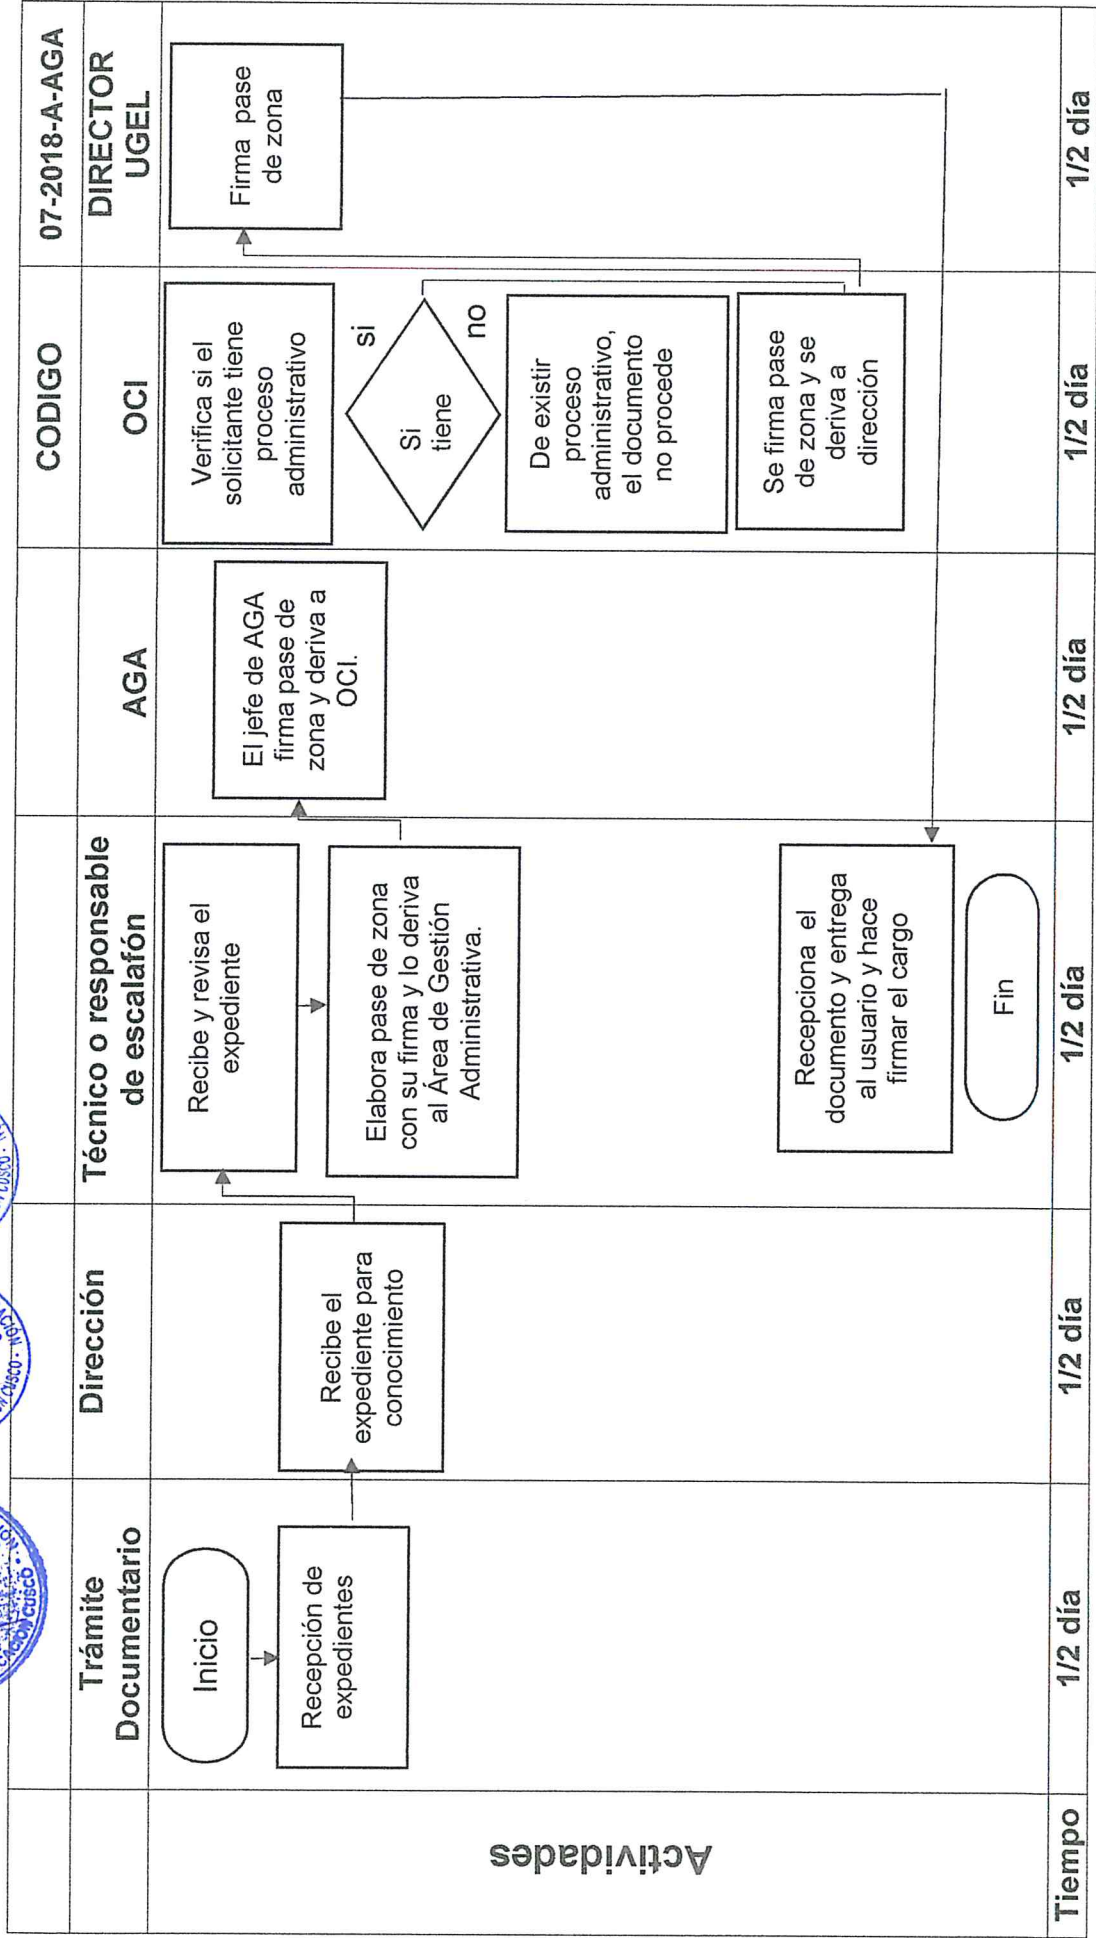 CODIGO
07-2018-A-AGA
Trámite
Documentario
Dirección
Técnico o responsable
de escalafón
AGA
OCI
DIRECTOR
UGEL
Actividades
Inicio
Recepción de
expedientes
Recibe el
expediente para
conocimiento
Recibe y revisa el
expediente
Elabora pase de zona
con su firma y lo deriva
al Área de Gestión
Administrativa.
El jefe de AGA
firma pase de
zona y deriva a
OCI.
Verifica si el
solicitante tiene
proceso
administrativo
Si
tiene
si
no
De existir
proceso
administrativo,
el documento
no procede
Se firma pase
de zona y se
deriva a
dirección
Firma pase
de zona
Recepciona el
documento y entrega
al usuario y hace
firmar el cargo
Fin
Tiempo
1/2 día
1/2 día
1/2 día
1/2 día
1/2 día
1/2 día
CUSCO
CUSCO
CUSCO